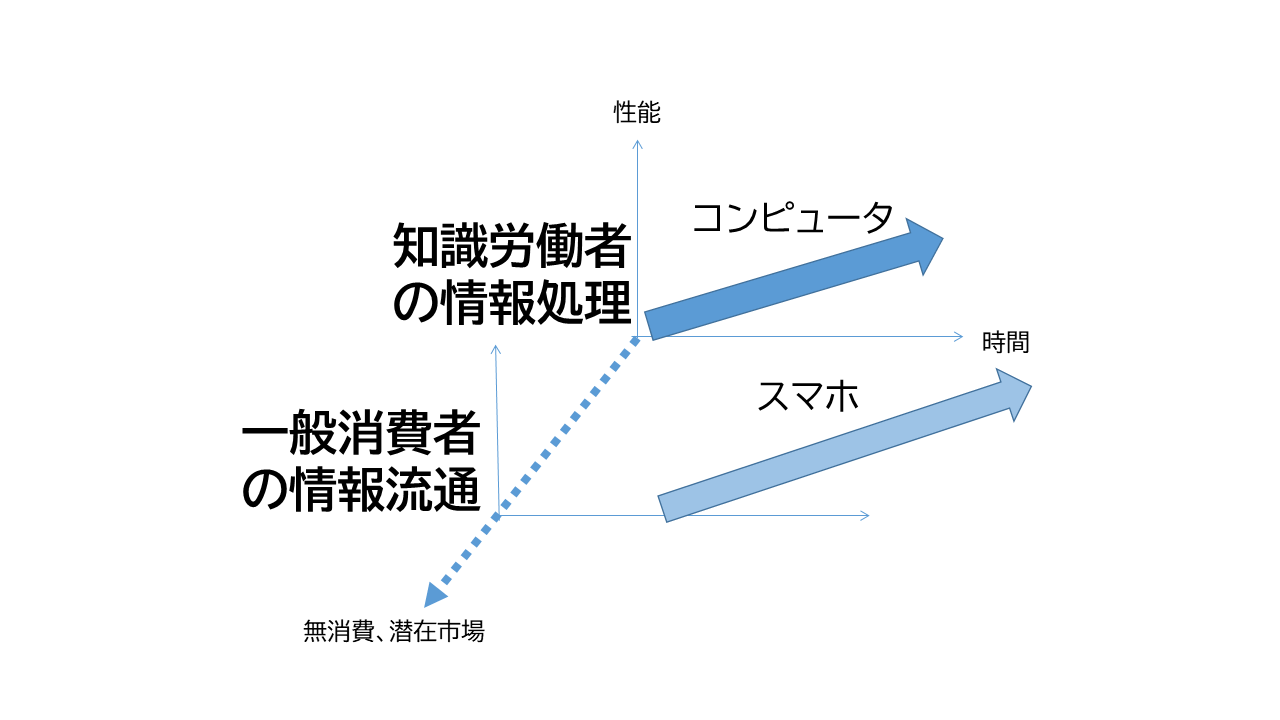 性能
コンピュータ
知識労働者
の情報処理
時間
スマホ
一般消費者
の情報流通
無消費、潜在市場